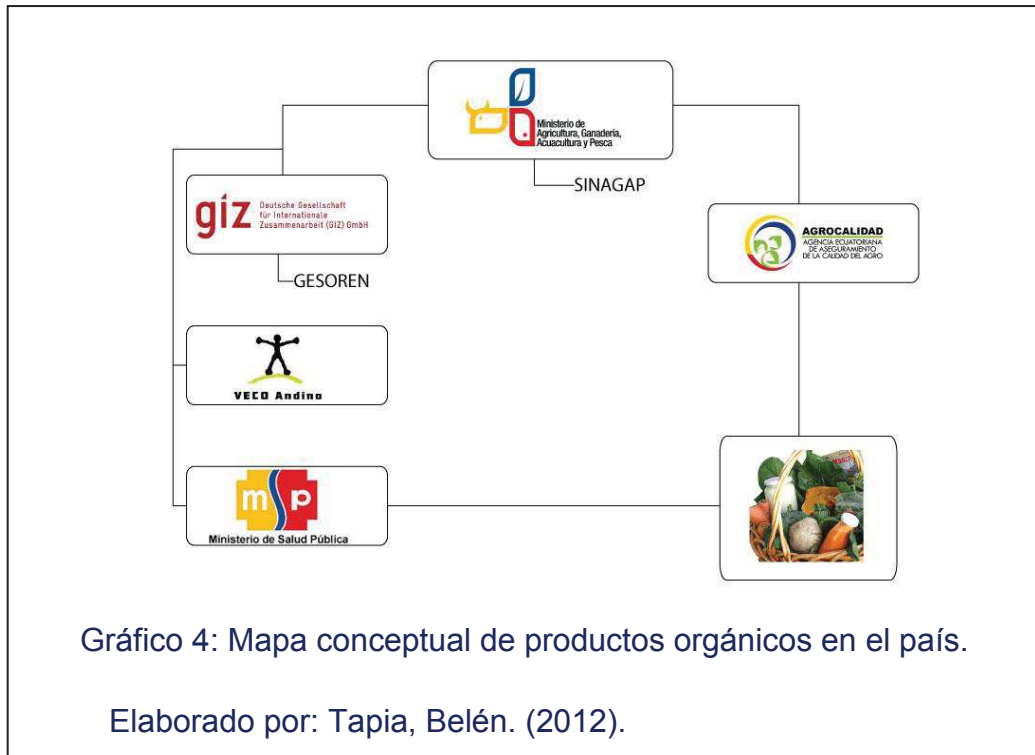 Ministerio de
Agricultura, Ganadería,
Acuacultura y Pesca
SINAGAP
giz
Deutsche Gesellschaft
für Internationale
Zusammenarbeit (GIZ) GmbH
GESOREN
AGROCALIDAD
AGENCIA ECUATORIANA
DE ASEGURAMIENTO
DE LA CALIDAD DEL AGRO
VECO Andino
msp
Ministerio de Salud Pública
Gráfico 4: Mapa conceptual de productos orgánicos en el país.
Elaborado por: Tapia, Belén. (2012).